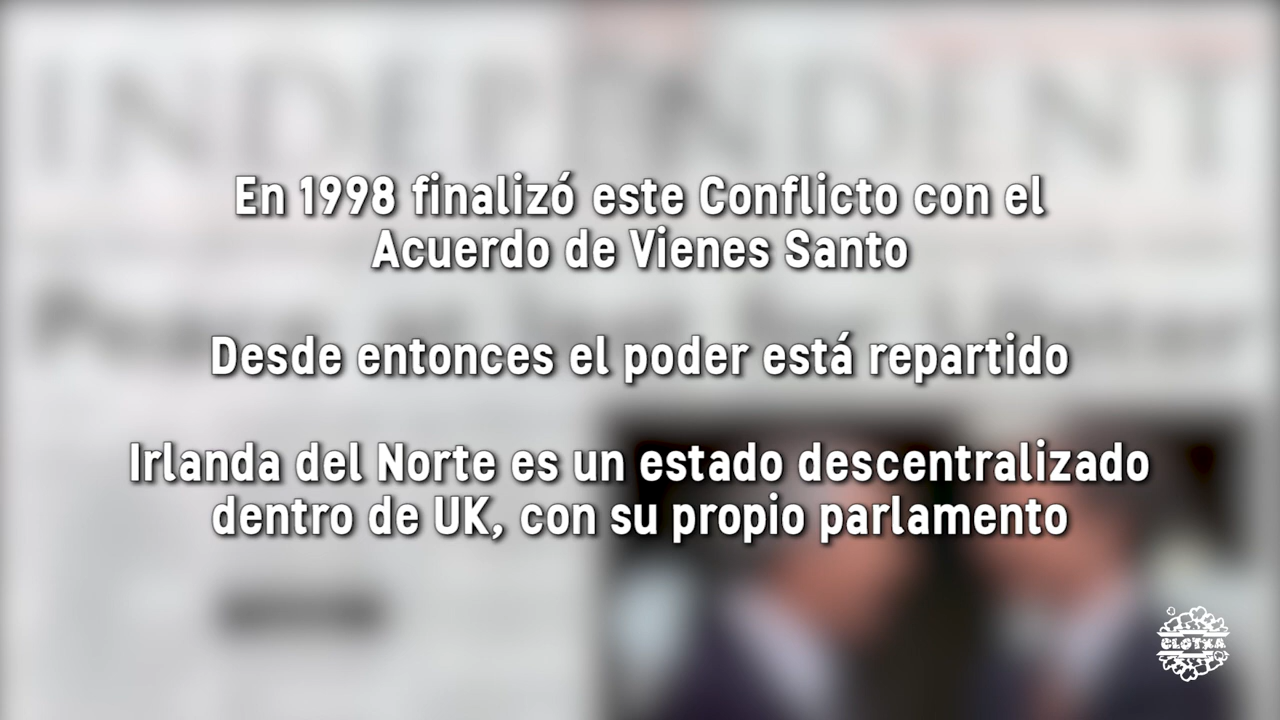 INDEPENDENT
En 1998 finalizó este Conflicto con el
Acuerdo de Vienes Santo
Desde entonces el poder está repartido
Irlanda del Norte es un estado descentralizado
dentro de UK, con su propio parlamento
CLOTXA